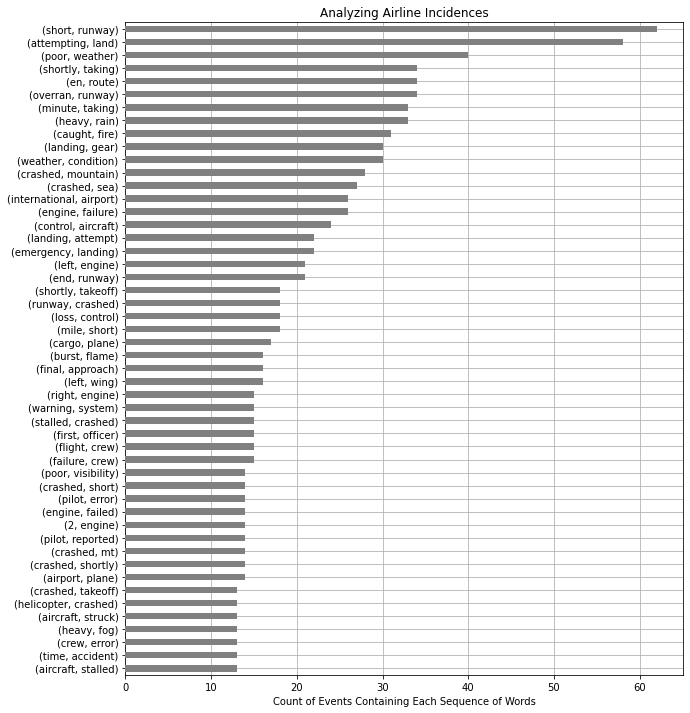 Analyzing Airline Incidences
(short, runway)
(attempting, land)
(poor, weather)
(shortly, taking)
(en, route)
(overran, runway)
(minute, taking)
(heavy, rain)
(caught, fire)
(landing, gear)
(weather, condition)
(crashed, mountain)
(crashed, sea)
(international, airport)
(engine, failure)
(control, aircraft)
(landing, attempt)
(emergency, landing)
(left, engine)
(end, runway)
(shortly, takeoff)
(runway, crashed)
(loss, control)
(mile, short)
(cargo, plane)
(burst, flame)
(final, approach)
(left, wing)
(right, engine)
(warning, system)
(stalled, crashed)
(first, officer)
(flight, crew)
(failure, crew)
(poor, visibility)
(crashed, short)
(pilot, error)
(engine, failed)
(2, engine)
(pilot, reported)
(crashed, mt)
(crashed, shortly)
(airport, plane)
(crashed, takeoff)
(helicopter, crashed)
(aircraft, struck)
(heavy, fog)
(crew, error)
(time, accident)
(aircraft, stalled)
0 10 20 30 40 50 60
Count of Events Containing Each Sequence of Words